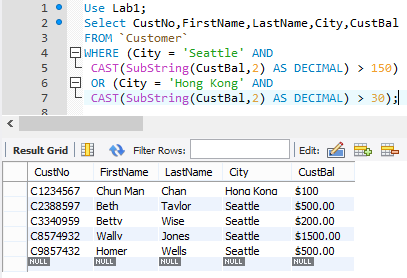 1 Use Lab1;
2 Select CustNo,FirstName,LastName,City,CustBal
3 FROM `Customer`
4 WHERE (City = 'Seattle' AND
5 CAST(SubString(CustBal,2) AS DECIMAL) > 150)
6 OR (City = 'Hong Kong' AND
7 CAST(SubString(CustBal,2) AS DECIMAL) > 30);
Result Grid Filter Rows: Edit:
CustNo FirstName LastName City CustBal
C1234567 Chun Man Chan Hong Kong $100
C2388597 Beth Taylor Seattle $500.00
C3340959 Betty Wise Seattle $200.00
C8574932 Wally Jones Seattle $1500.00
C9857432 Homer Wells Seattle $500.00
NULL NULL NULL NULL NULL